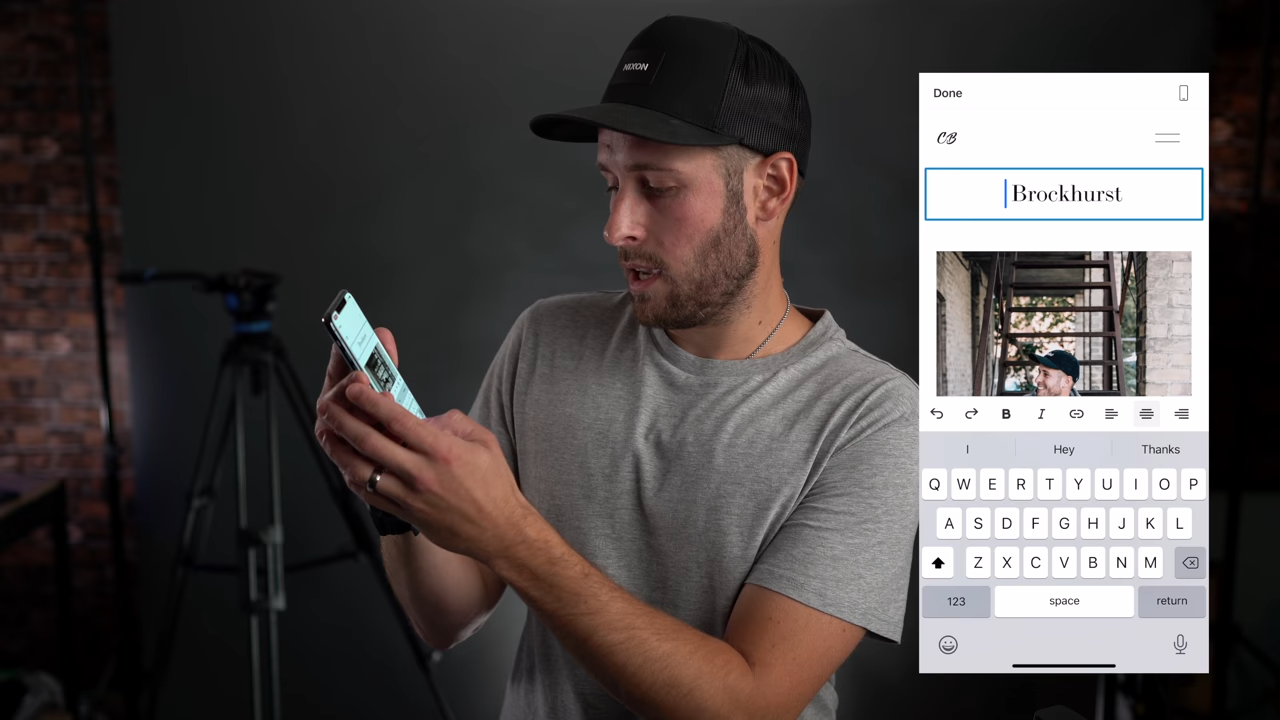 NIXON
Done
CB
Brockhurst
B I
I Hey Thanks
Q W E R T Y U I O P
A S D F G H J K L
Z X C V B N M
123 space return